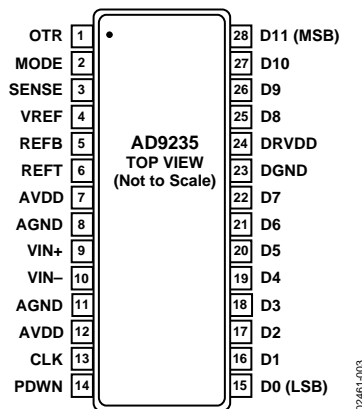 OTR 1 28 D11 (MSB)
MODE 2 27 D10
SENSE 3 26 D9
VREF 4 25 D8
REFB 5 AD9235 24 DRVDD
REFT 6 TOP VIEW 23 DGND
(Not to Scale)
AVDD 7 22 D7
AGND 8 21 D6
VIN+ 9 20 D5
VIN– 10 19 D4
AGND 11 18 D3
AVDD 12 17 D2
CLK 13 16 D1
PDWN 14 15 D0 (LSB)
02461-003